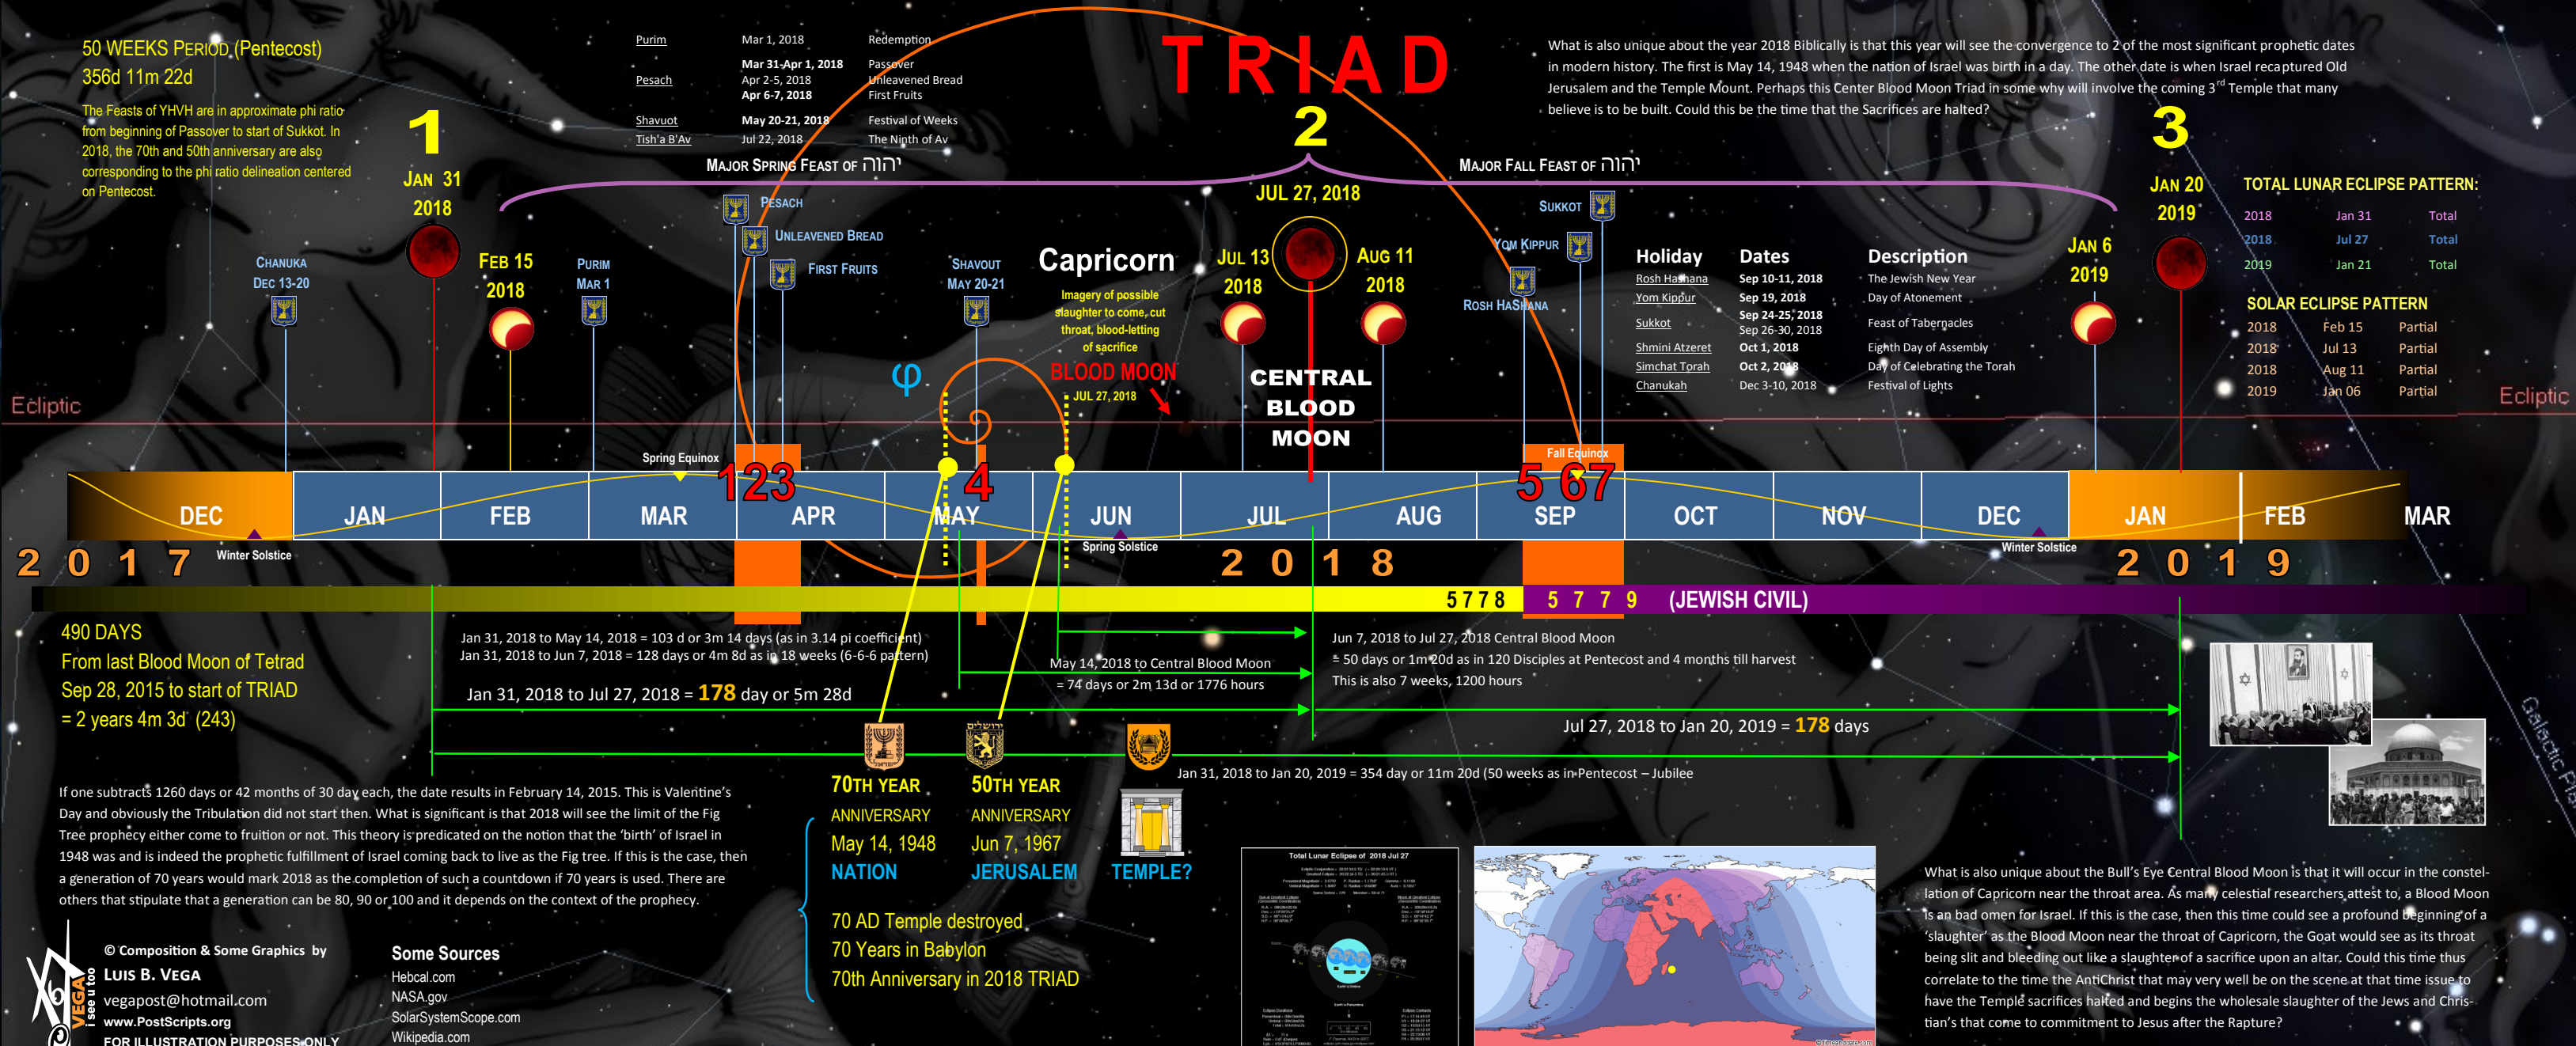 50 WEEKS PERIOD (Pentecost)
356d 11m 22d
The Feasts of YHVH are in approximate phi ratio
from beginning of Passover to start of Sukkot. In
2018, the 70th and 50th anniversary are also
corresponding to the phi ratio delineation centered
on Pentecost.
Purim Mar 1, 2018 Redemption
Mar 31-Apr 1, 2018 Passover
Pesach Apr 2-5, 2018 Unleavened Bread
Apr 6-7, 2018 First Fruits
Shavuot May 20-21, 2018 Festival of Weeks
Tish'a B'Av Jul 22, 2018 The Ninth of Av
MAJOR SPRING FEAST OF יהוה
TRIAD
What is also unique about the year 2018 Biblically is that this year will see the convergence to 2 of the most significant prophetic dates
in modern history. The first is May 14, 1948 when the nation of Israel was birth in a day. The other date is when Israel recaptured Old
Jerusalem and the Temple Mount. Perhaps this Center Blood Moon Triad in some why will involve the coming 3rd Temple that many
believe is to be built. Could this be the time that the Sacrifices are halted?
MAJOR FALL FEAST OF יהוה
1
JAN 31
2018
2
JUL 27, 2018
3
JAN 20
2019
TOTAL LUNAR ECLIPSE PATTERN:
2018 Jan 31 Total
2018 Jul 27 Total
2019 Jan 21 Total
SOLAR ECLIPSE PATTERN
2018 Feb 15 Partial
2018 Jul 13 Partial
2018 Aug 11 Partial
2019 Jan 06 Partial
CHANUKA
DEC 13-20
FEB 15
2018
PURIM
MAR 1
PESACH
UNLEAVENED BREAD
FIRST FRUITS
SHAVOUT
MAY 20-21
Capricorn
Imagery of possible
slaughter to come, cut
throat, blood-letting
of sacrifice
BLOOD MOON
JUL 27, 2018
φ
JUL 13
2018
AUG 11
2018
CENTRAL
BLOOD
MOON
SUKKOT
YOM KIPPUR
ROSH HASHANA
Holiday Dates Description
Rosh Hashana Sep 10-11, 2018 The Jewish New Year
Yom Kippur Sep 19, 2018 Day of Atonement
Sep 24-25, 2018
Sukkot Sep 26-30, 2018 Feast of Tabernacles
Shmini Atzeret Oct 1, 2018 Eighth Day of Assembly
Simchat Torah Oct 2, 2018 Day of Celebrating the Torah
Chanukah Dec 3-10, 2018 Festival of Lights
JAN 6
2019
Ecliptic
Ecliptic
Spring Equinox
Fall Equinox
123 4 5 67
DEC JAN FEB MAR APR MAY JUN JUL AUG SEP OCT NOV DEC JAN FEB MAR
Winter Solstice
Spring Solstice
Winter Solstice
2017 2018 2019
5778 5779 (JEWISH CIVIL)
490 DAYS
From last Blood Moon of Tetrad
Sep 28, 2015 to start of TRIAD
= 2 years 4m 3d (243)
Jan 31, 2018 to May 14, 2018 = 103 d or 3m 14 days (as in 3.14 pi coefficient)
Jan 31, 2018 to Jun 7, 2018 = 128 days or 4m 8d as in 18 weeks (6-6-6 pattern)
Jan 31, 2018 to Jul 27, 2018 = 178 day or 5m 28d
May 14, 2018 to Central Blood Moon
= 74 days or 2m 13d or 1776 hours
Jun 7, 2018 to Jul 27, 2018 Central Blood Moon
= 50 days or 1m 20d as in 120 Disciples at Pentecost and 4 months till harvest
This is also 7 weeks, 1200 hours
Jul 27, 2018 to Jan 20, 2019 = 178 days
Jan 31, 2018 to Jan 20, 2019 = 354 day or 11m 20d (50 weeks as in Pentecost – Jubilee
Galactic
ירושלים
ישראל
If one subtracts 1260 days or 42 months of 30 day each, the date results in February 14, 2015. This is Valentine's
Day and obviously the Tribulation did not start then. What is significant is that 2018 will see the limit of the Fig
Tree prophecy either come to fruition or not. This theory is predicated on the notion that the 'birth' of Israel in
1948 was and is indeed the prophetic fulfillment of Israel coming back to live as the Fig tree. If this is the case, then
a generation of 70 years would mark 2018 as the completion of such a countdown if 70 years is used. There are
others that stipulate that a generation can be 80, 90 or 100 and it depends on the context of the prophecy.
70TH YEAR
ANNIVERSARY
May 14, 1948
NATION
50TH YEAR
ANNIVERSARY
Jun 7, 1967
JERUSALEM
TEMPLE?
70 AD Temple destroyed
70 Years in Babylon
70th Anniversary in 2018 TRIAD
Total Lunar Eclipse of 2018 Jul 27
What is also unique about the Bull's Eye Central Blood Moon is that it will occur in the constel-
lation of Capricorn near the throat area. As many celestial researchers attest to, a Blood Moon
is an bad omen for Israel. If this is the case, then this time could see a profound beginning of a
'slaughter' as the Blood Moon near the throat of Capricorn, the Goat would see as its throat
being slit and bleeding out like a slaughter of a sacrifice upon an altar. Could this time thus
correlate to the time the AntiChrist that may very well be on the scene at that time issue to
have the Temple sacrifices halted and begins the wholesale slaughter of the Jews and Chris-
tian's that come to commitment to Jesus after the Rapture?
VEGA
i see u too
© Composition & Some Graphics by
LUIS B. VEGA
vegapost@hotmail.com
www.PostScripts.org
FOR ILLUSTRATION PURPOSES ONLY
Some Sources
Hebcal.com
NASA.gov
SolarSystemScope.com
Wikipedia.com